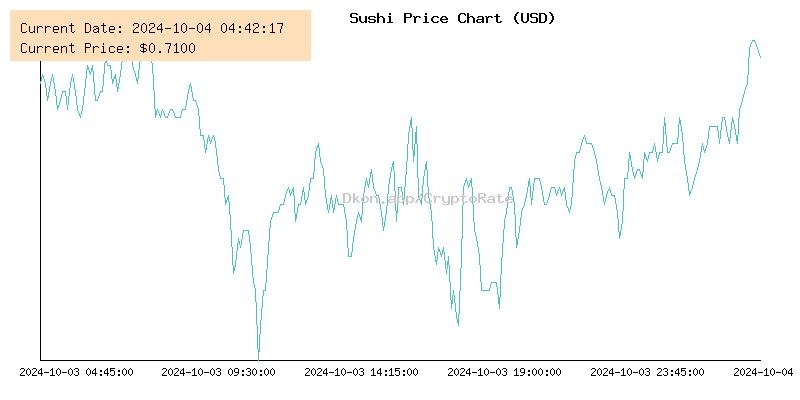 Sushi Price Chart (USD)
Current Date: 2024-10-04 04:42:17
Current Price: $0.7100
Dkon.app/CryptoRate
2024-10-03 04:45:00 2024-10-03 09:30:00 2024-10-03 14:15:00 2024-10-03 19:00:00 2024-10-03 23:45:00 2024-10-04